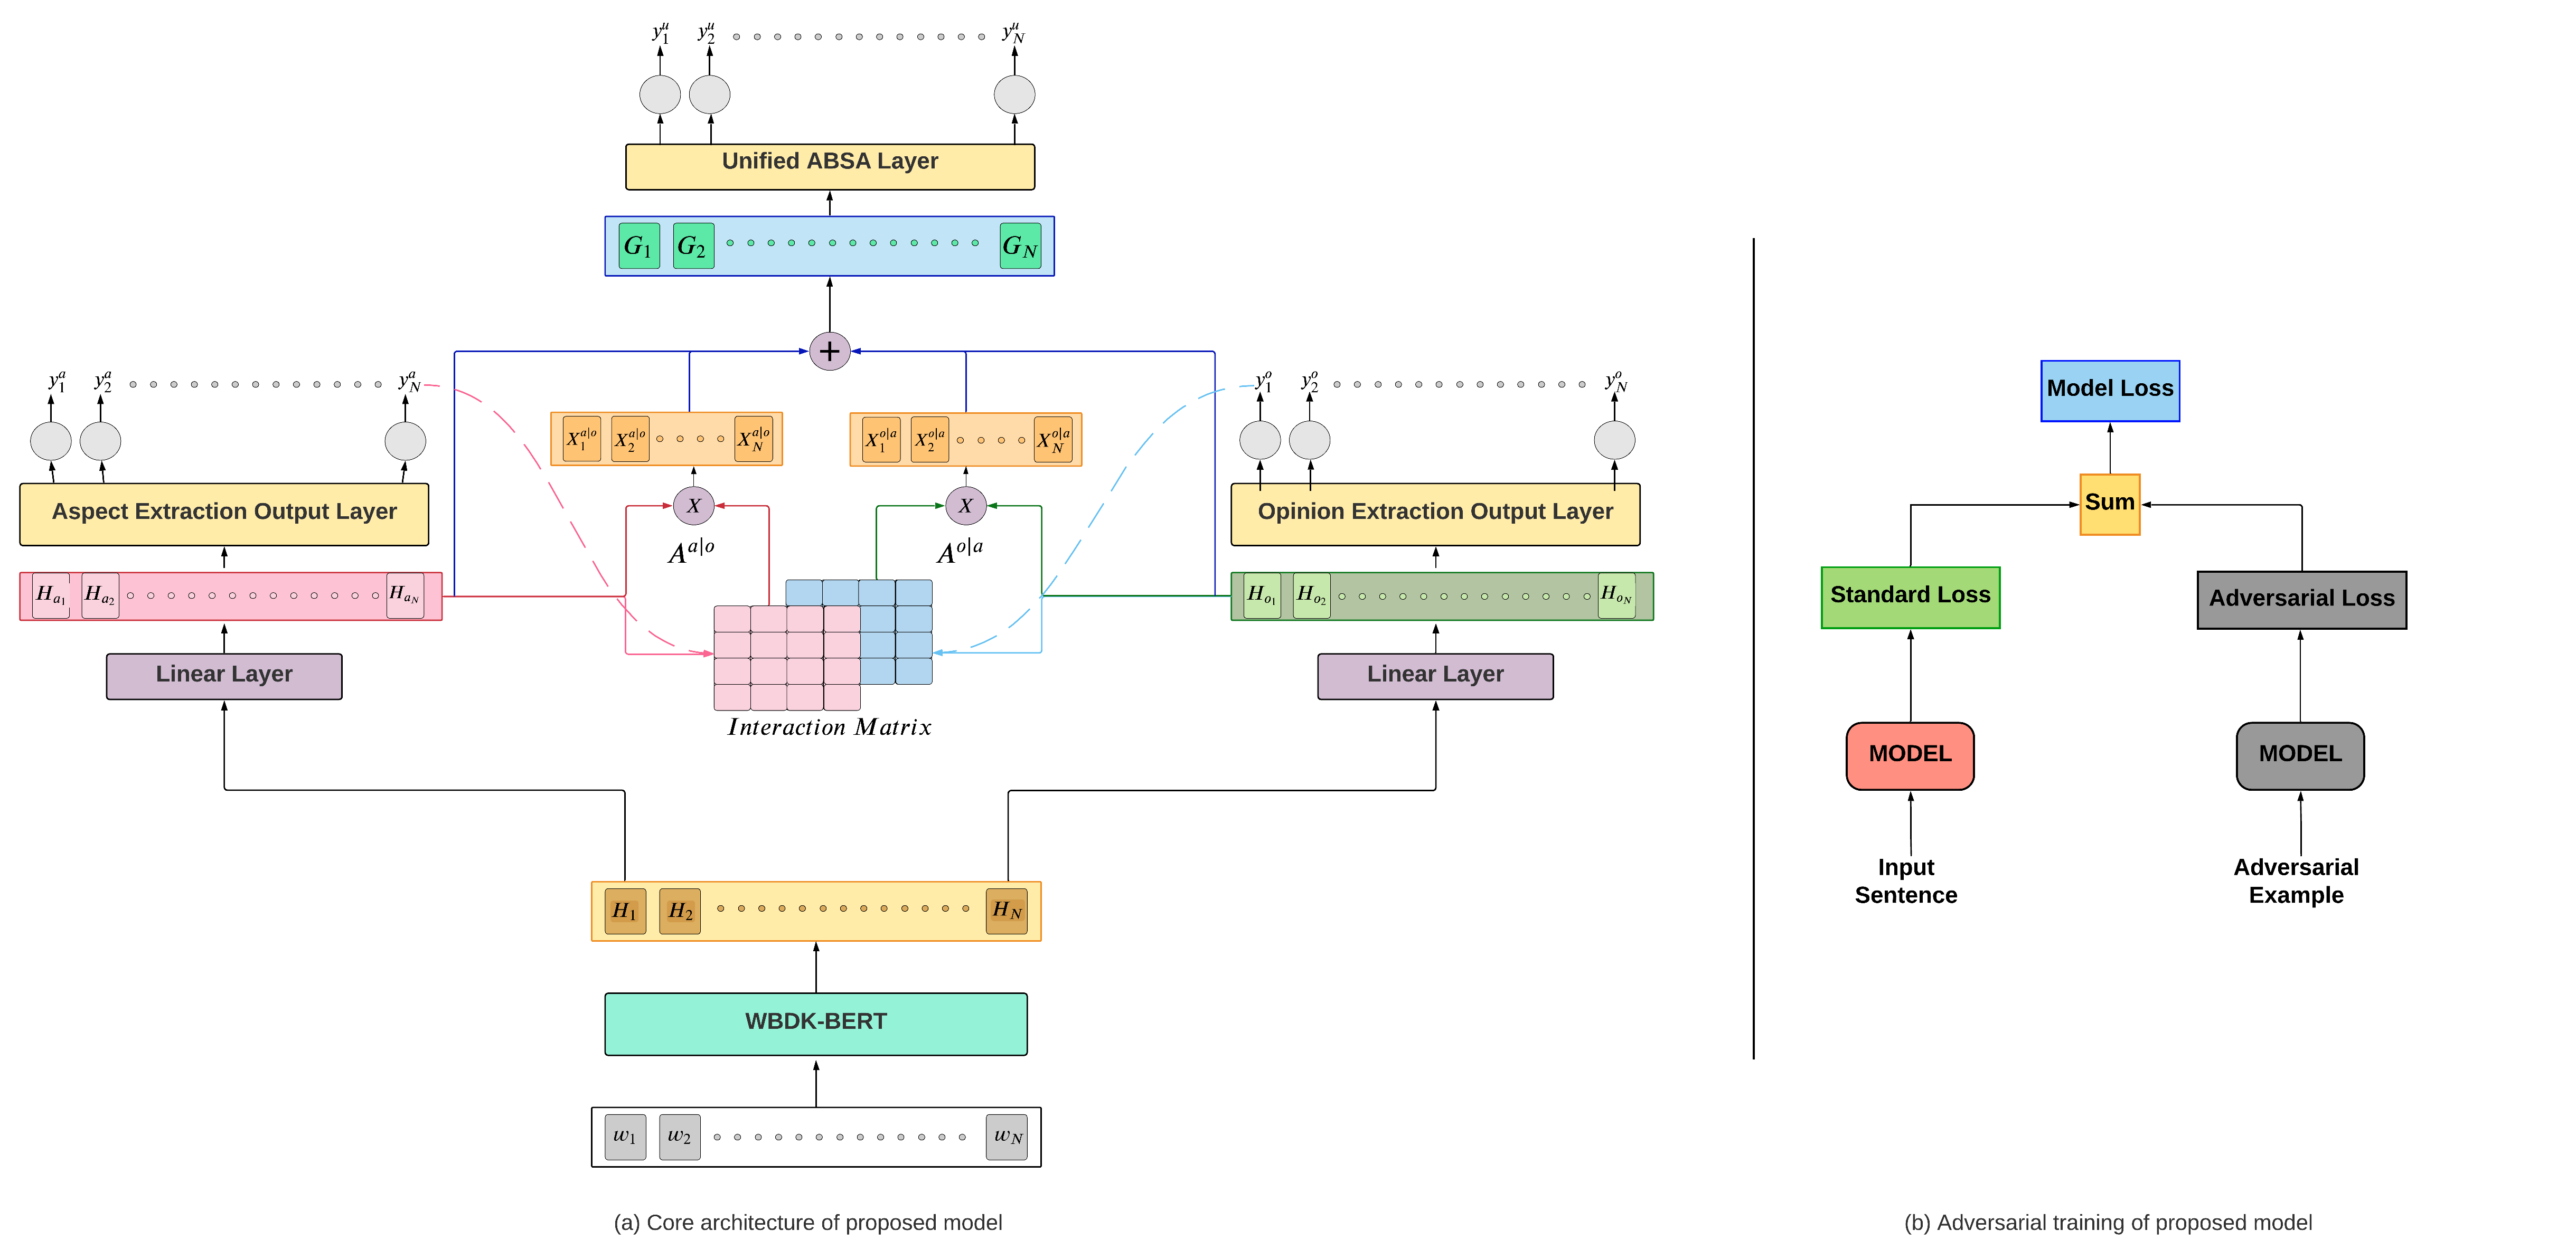 y_1^u y_2^u y_N^u
Unified ABSA Layer
G_1 G_2 G_N
+
y_1^a y_2^a y_N^a
y_1^o y_2^o y_N^o
X_1^{a|o} X_2^{a|o} X_N^{a|o}
X_1^{o|a} X_2^{o|a} X_N^{o|a}
Aspect Extraction Output Layer
X
X
Opinion Extraction Output Layer
A^{a|o}
A^{o|a}
H_{a_1} H_{a_2} H_{a_N}
H_{o_1} H_{o_2} H_{o_N}
Linear Layer
Linear Layer
Interaction Matrix
H_1 H_2 H_N
WBDK-BERT
w_1 w_2 w_N
(a) Core architecture of proposed model
Model Loss
Sum
Standard Loss
Adversarial Loss
MODEL
MODEL
Input
Sentence
Adversarial
Example
(b) Adversarial training of proposed model